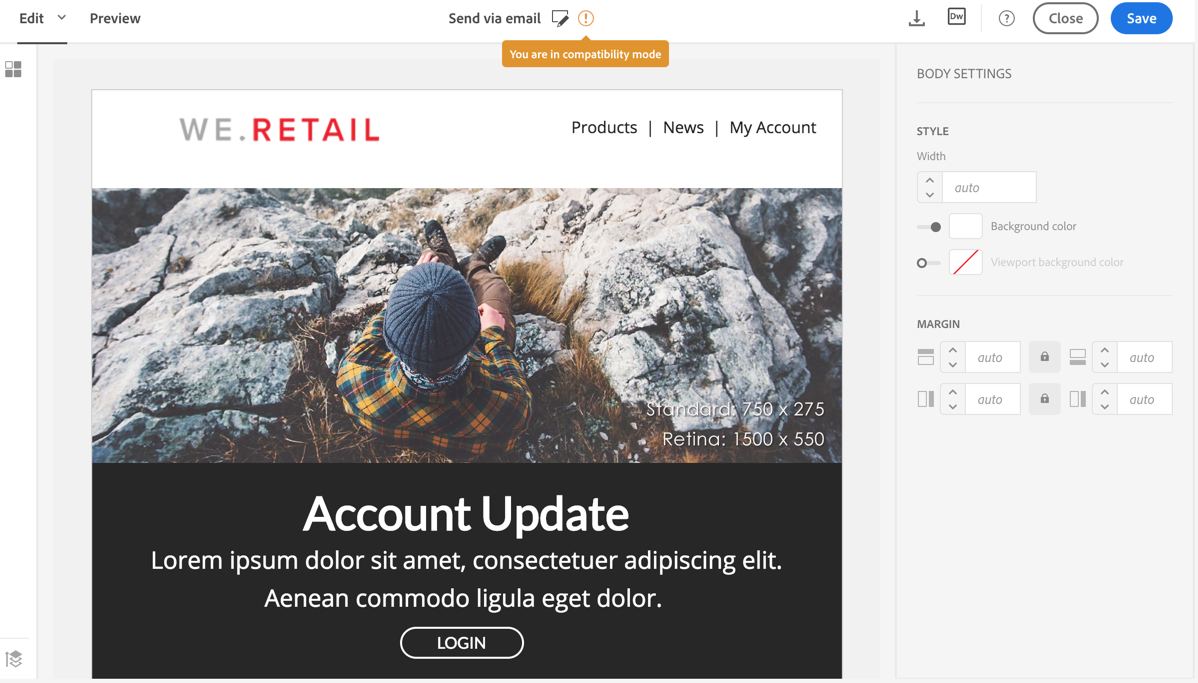 Edit
Preview
Send via email
Dw
?
Close
Save
You are in compatibility mode
WE.RETAIL
Products | News | My Account
Standard: 750 x 275
Retina: 1500 x 550
Account Update
Lorem ipsum dolor sit amet, consectetuer adipiscing elit.
Aenean commodo ligula eget dolor.
LOGIN
BODY SETTINGS
STYLE
Width
auto
Background color
Viewport background color
MARGIN
auto auto
auto auto